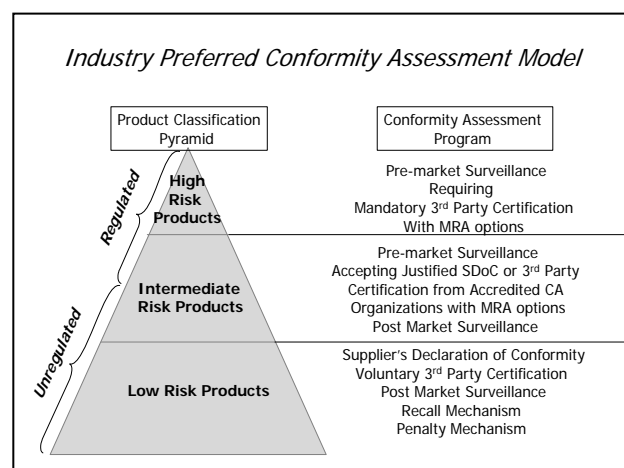 Industry Preferred Conformity Assessment Model
Product Classification
Pyramid
Conformity Assessment
Program
Regulated
High
Risk
Products
Pre-market Surveillance
Requiring
Mandatory 3rd Party Certification
With MRA options
Unregulated
Intermediate
Risk Products
Pre-market Surveillance
Accepting Justified SDoC or 3rd Party
Certification from Accredited CA
Organizations with MRA options
Post Market Surveillance
Low Risk Products
Supplier's Declaration of Conformity
Voluntary 3rd Party Certification
Post Market Surveillance
Recall Mechanism
Penalty Mechanism